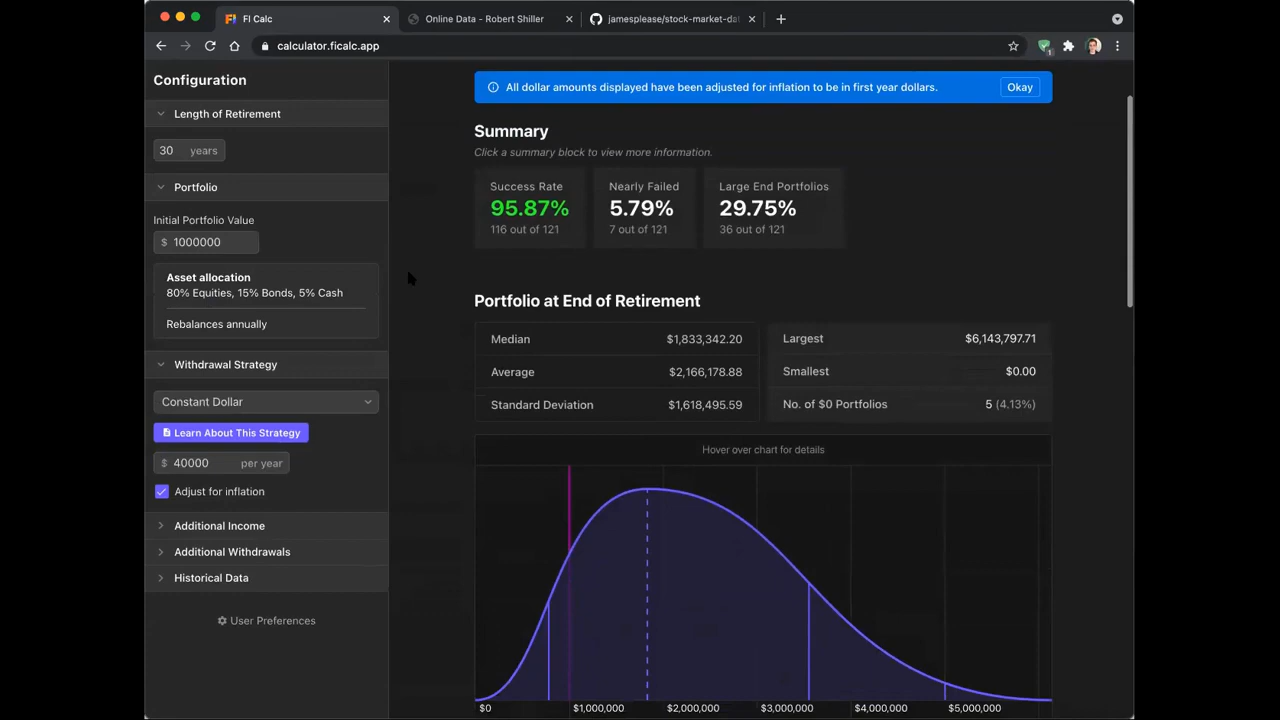 FI Calc
Online Data - Robert Shiller
jamesplease/stock-market-dat
calculator.ficalc.app
1
Configuration
Length of Retirement
30 years
Portfolio
Initial Portfolio Value
$ 1000000
Asset allocation
80% Equities, 15% Bonds, 5% Cash
Rebalances annually
Withdrawal Strategy
Constant Dollar
Learn About This Strategy
$ 40000 per year
Adjust for inflation
Additional Income
Additional Withdrawals
Historical Data
User Preferences
All dollar amounts displayed have been adjusted for inflation to be in first year dollars.
Okay
Summary
Click a summary block to view more information.
Success Rate
95.87%
116 out of 121
Nearly Failed
5.79%
7 out of 121
Large End Portfolios
29.75%
36 out of 121
Portfolio at End of Retirement
Median $1,833,342.20
Average $2,166,178.88
Standard Deviation $1,618,495.59
Largest $6,143,797.71
Smallest $0.00
No. of $0 Portfolios 5 (4.13%)
Hover over chart for details
$0 $1,000,000 $2,000,000 $3,000,000 $4,000,000 $5,000,000